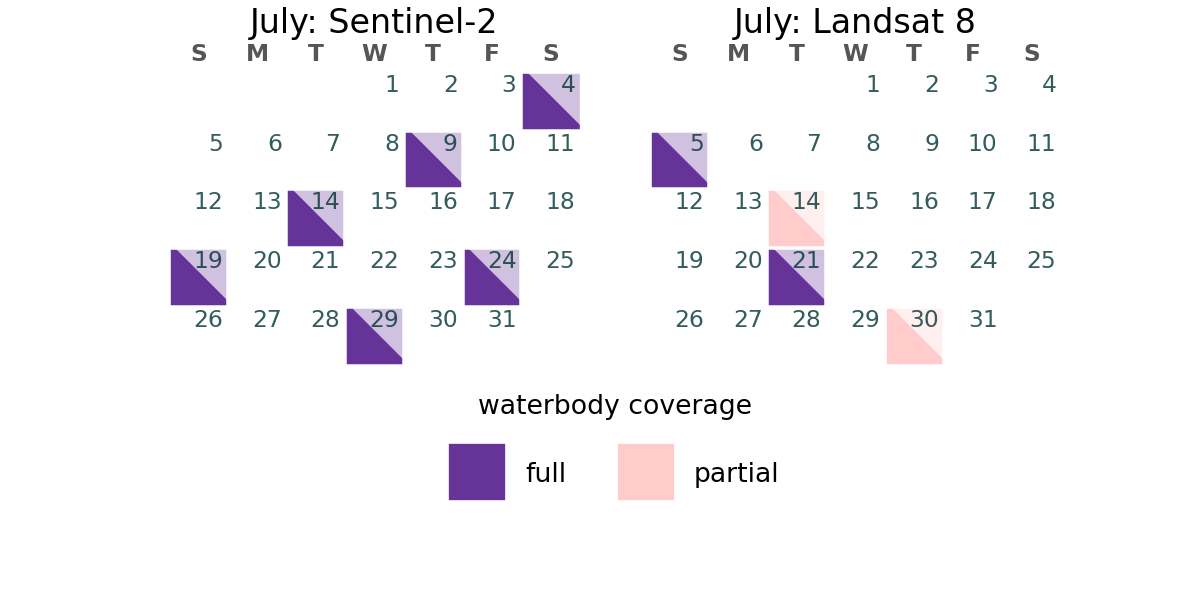 July: Sentinel-2
S M T W T F S
1 2 3 4
5 6 7 8 9 10 11
12 13 14 15 16 17 18
19 20 21 22 23 24 25
26 27 28 29 30 31
July: Landsat 8
S M T W T F S
1 2 3 4
5 6 7 8 9 10 11
12 13 14 15 16 17 18
19 20 21 22 23 24 25
26 27 28 29 30 31
waterbody coverage
full partial